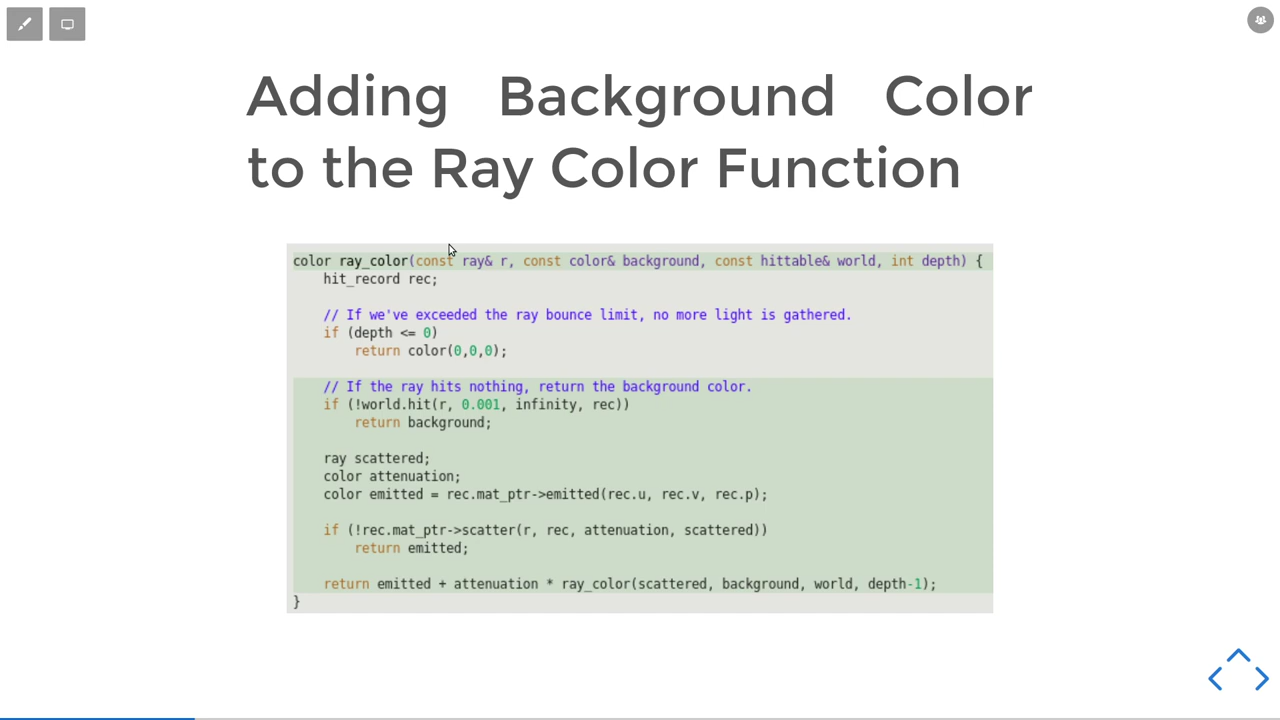 Adding Background Color
to the Ray Color Function
color ray_color(const ray& r, const color& background, const hittable& world, int depth) {
    hit_record rec;
    // If we've exceeded the ray bounce limit, no more light is gathered.
    if (depth <= 0)
        return color(0,0,0);
    // If the ray hits nothing, return the background color.
    if (!world.hit(r, 0.001, infinity, rec))
        return background;
    ray scattered;
    color attenuation;
    color emitted = rec.mat_ptr->emitted(rec.u, rec.v, rec.p);
    if (!rec.mat_ptr->scatter(r, rec, attenuation, scattered))
        return emitted;
    return emitted + attenuation * ray_color(scattered, background, world, depth-1);
}